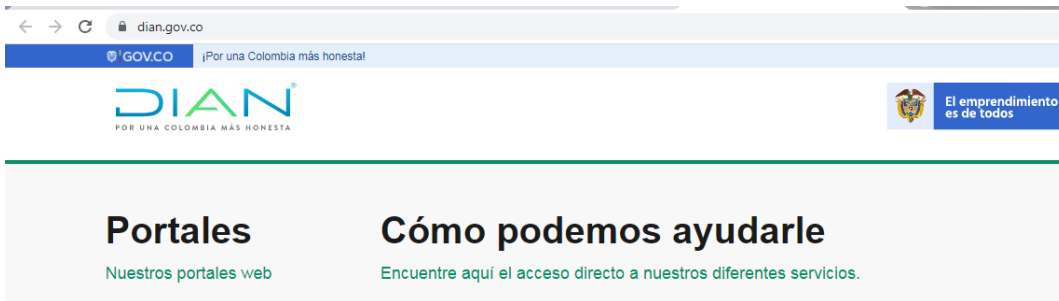 dian.gov.co
GOV.CO ¡Por una Colombia más honesta!
DIAN
POR UNA COLOMBIA MÁS HONESTA
El emprendimiento
es de todos
Portales
Nuestros portales web
Cómo podemos ayudarle
Encuentre aquí el acceso directo a nuestros diferentes servicios.